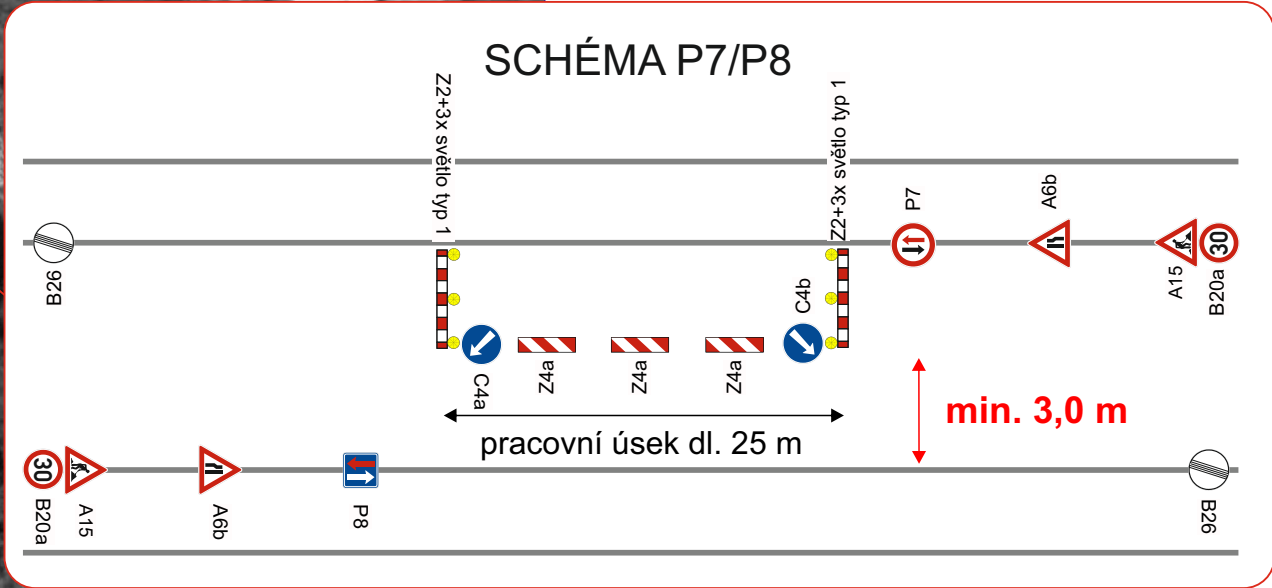 SCHÉMA P7/P8
Z2+3x světlo typ 1
Z2+3x světlo typ 1
P7
A6b
A15
30
B20a
B26
C4a
Z4a
Z4a
Z4a
C4b
min. 3,0 m
pracovní úsek dl. 25 m
30
B20a
A15
A6b
P8
B26